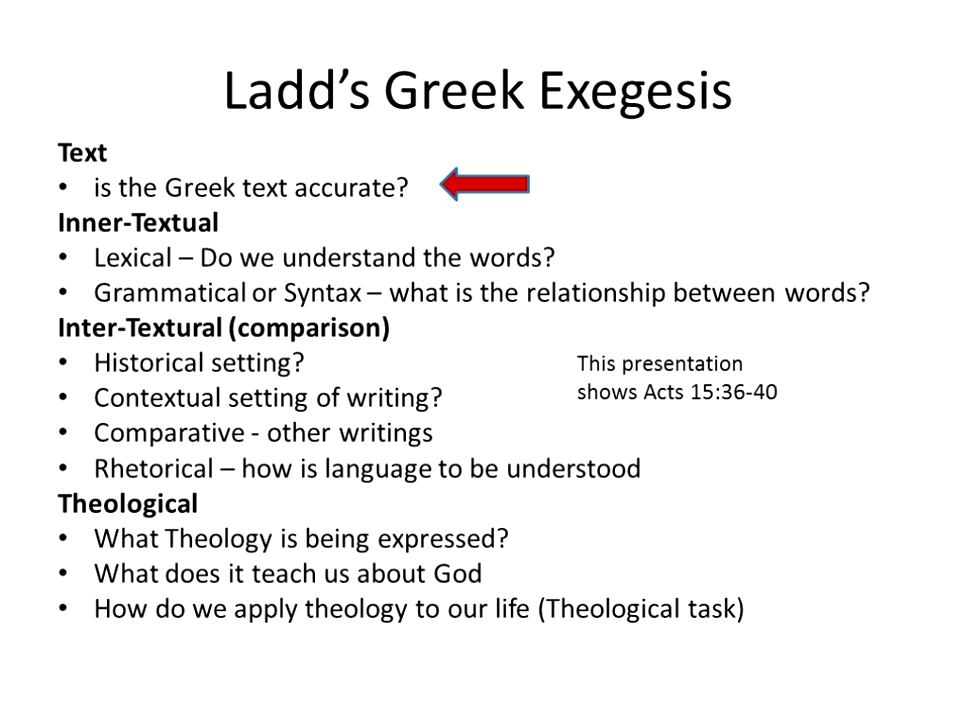 Ladd’s Greek Exegesis
Text
• is the Greek text accurate?
Inner-Textual
• Lexical – Do we understand the words?
• Grammatical or Syntax – what is the relationship between words?
Inter-Textural (comparison)
• Historical setting?
• Contextual setting of writing?
• Comparative - other writings
• Rhetorical – how is language to be understood
This presentation
shows Acts 15:36-40
Theological
• What Theology is being expressed?
• What does it teach us about God
• How do we apply theology to our life (Theological task)